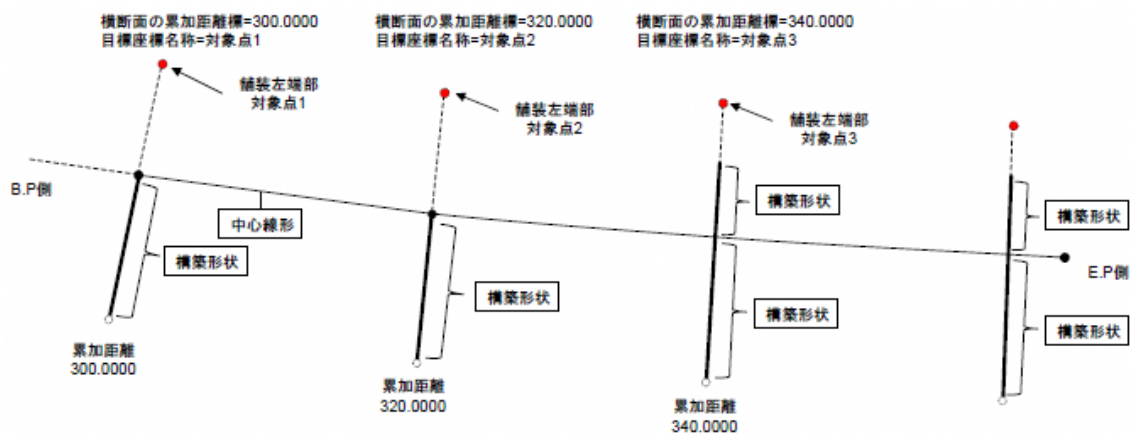 横断面の累加距離標=300.0000
目標座標名称=対象点1
横断面の累加距離標=320.0000
目標座標名称=対象点2
横断面の累加距離標=340.0000
目標座標名称=対象点3
舗装左端部
対象点1
舗装左端部
対象点2
舗装左端部
対象点3
B.P側
中心線形
構築形状
構築形状
構築形状
構築形状
構築形状
構築形状
E.P側
累加距離
300.0000
累加距離
320.0000
累加距離
340.0000